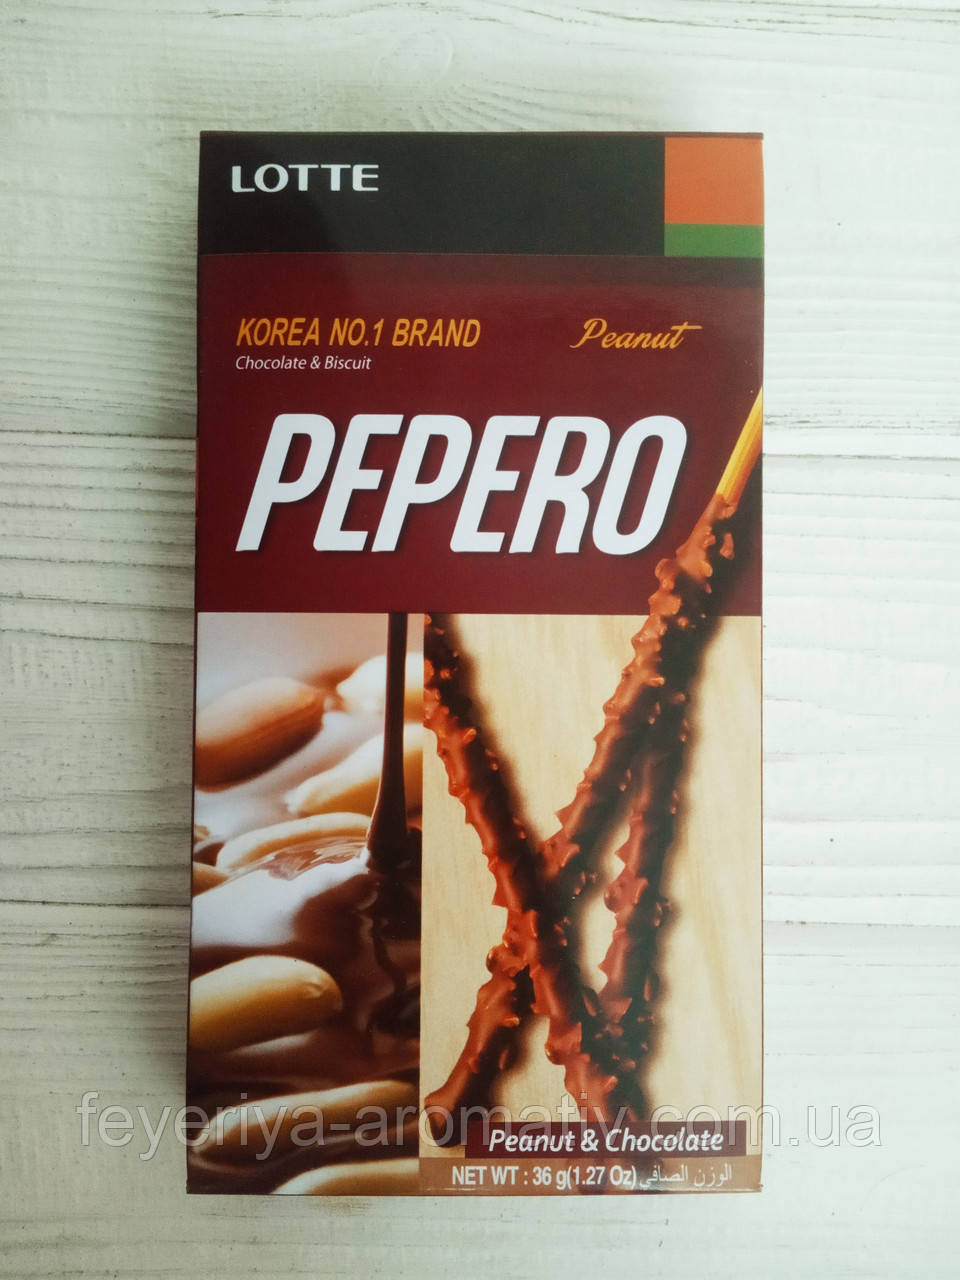 LOTTE
KOREA NO.1 BRAND
Peanut
Chocolate & Biscuit
PEPERO
feyeriya-aromativ.com.ua
Peanut & Chocolate
NET WT : 36 g(1.27 Oz) الوزن الصافي